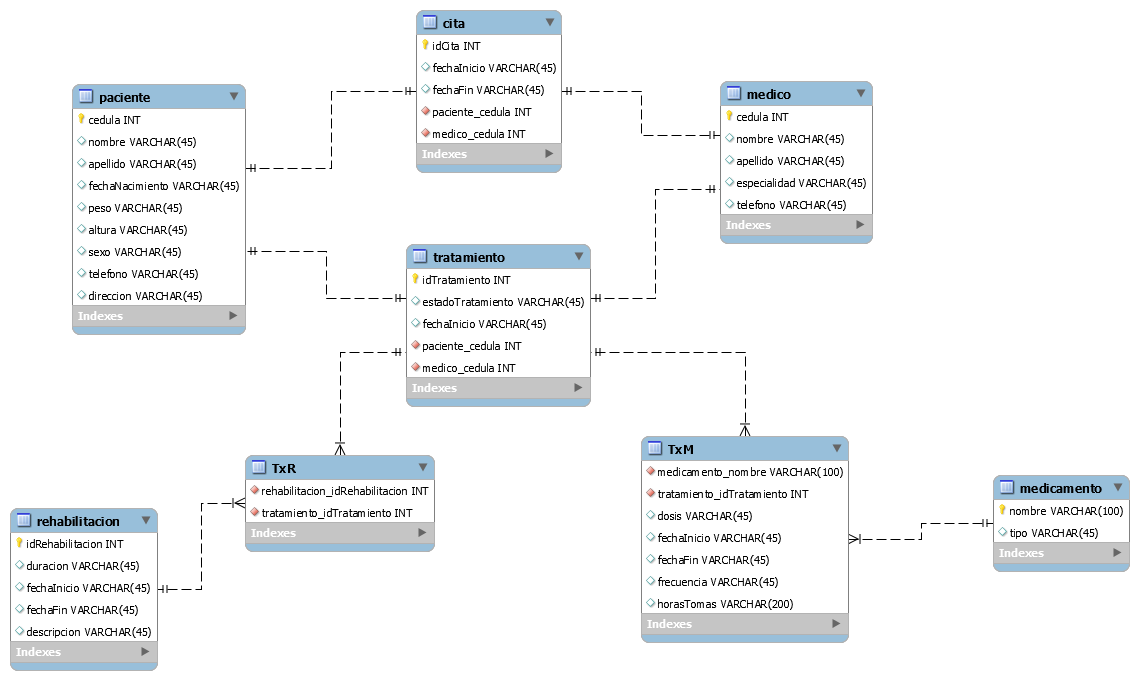 cita
idCita INT
fechaInicio VARCHAR(45)
fechaFin VARCHAR(45)
paciente_cedula INT
medico_cedula INT
Indexes
paciente
cedula INT
nombre VARCHAR(45)
apellido VARCHAR(45)
fechaNacimiento VARCHAR(45)
peso VARCHAR(45)
altura VARCHAR(45)
sexo VARCHAR(45)
telefono VARCHAR(45)
direccion VARCHAR(45)
Indexes
medico
cedula INT
nombre VARCHAR(45)
apellido VARCHAR(45)
especialidad VARCHAR(45)
telefono VARCHAR(45)
Indexes
tratamiento
idTratamiento INT
estadoTratamiento VARCHAR(45)
fechaInicio VARCHAR(45)
paciente_cedula INT
medico_cedula INT
Indexes
TxR
rehabilitacion_idRehabilitacion INT
tratamiento_idTratamiento INT
Indexes
TxM
medicamento_nombre VARCHAR(100)
tratamiento_idTratamiento INT
dosis VARCHAR(45)
fechaInicio VARCHAR(45)
fechaFin VARCHAR(45)
frecuencia VARCHAR(45)
horasTomas VARCHAR(200)
Indexes
medicamento
nombre VARCHAR(100)
tipo VARCHAR(45)
Indexes
rehabilitacion
idRehabilitacion INT
duracion VARCHAR(45)
fechaInicio VARCHAR(45)
fechaFin VARCHAR(45)
descripcion VARCHAR(45)
Indexes